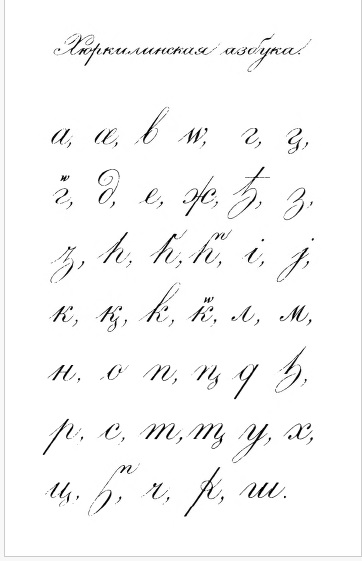 Хюркилинская азбука.
а, æ, в w, г, г̡,
г̈, д, е, ж, ђ, з,
ӡ, һ, ћ, і, ј,
к, қ, k, л, м,
н. о п, ԥ q ҕ,
р, с, т, т̡, у, х,
ц, ч, ш.